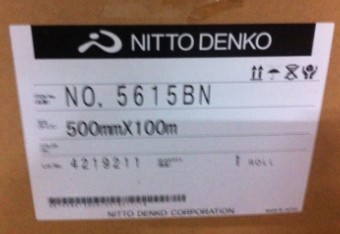 NITTO DENKO
NO. 5615BN
500mmX100m
4219211 1 ROLL
NITTO DENKO CORPORATION